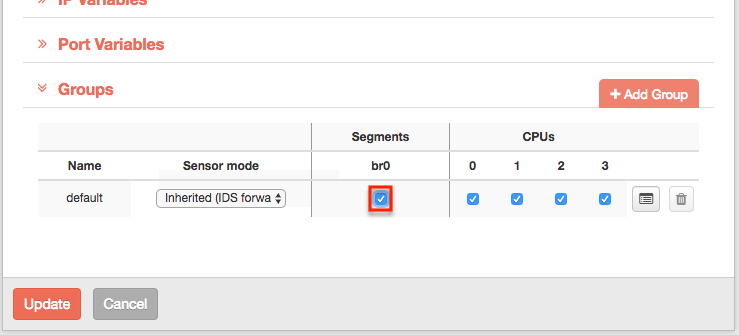 IP Variables
Port Variables
Groups
+ Add Group
Segments CPUs
Name Sensor mode br0 0 1 2 3
default Inherited (IDS forwa
Update Cancel